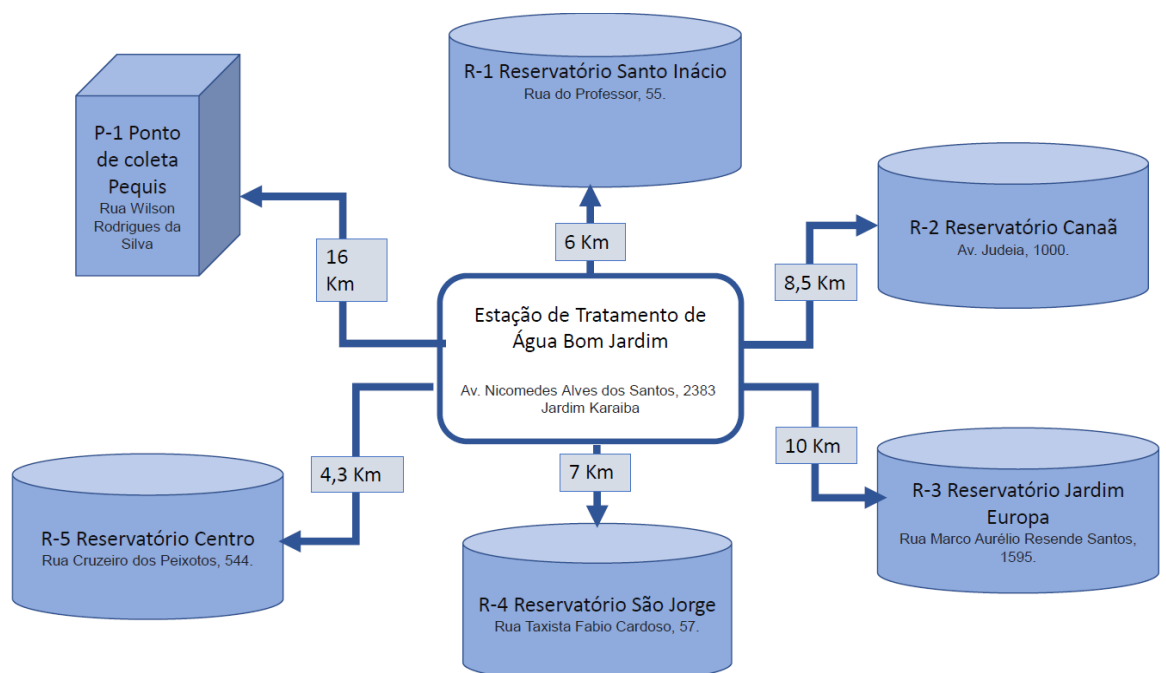 R-1 Reservatório Santo Inácio
Rua do Professor, 55.
P-1 Ponto
de coleta
Pequis
Rua Wilson
Rodrigues da
Silva
R-2 Reservatório Canaã
Av. Judeia, 1000.
16
Km
6 Km
8,5 Km
Estação de Tratamento de
Água Bom Jardim
Av. Nicomedes Alves dos Santos, 2383
Jardim Karaiba
4,3 Km
7 Km
10 Km
R-5 Reservatório Centro
Rua Cruzeiro dos Peixotos, 544.
R-3 Reservatório Jardim
Europa
Rua Marco Aurélio Resende Santos,
1595.
R-4 Reservatório São Jorge
Rua Taxista Fabio Cardoso, 57.